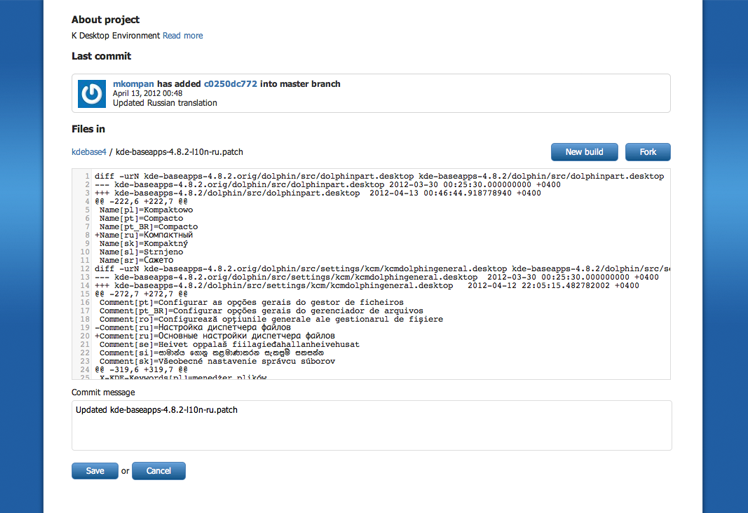 About project
K Desktop Environment Read more
Last commit
mkompan has added c0250dc772 into master branch
April 13, 2012 00:48
Updated Russian translation
Files in
kdebase4 / kde-baseapps-4.8.2-l10n-ru.patch
New build
Fork
1 diff -urN kde-baseapps-4.8.2.orig/dolphin/src/dolphinpart.desktop kde-baseapps-4.8.2/dolphin/src/dolphinpart.desktop
2 --- kde-baseapps-4.8.2.orig/dolphin/src/dolphinpart.desktop 2012-03-30 00:25:30.000000000 +0400
3 +++ kde-baseapps-4.8.2/dolphin/src/dolphinpart.desktop 2012-04-13 00:46:44.918778940 +0400
4 @@ -222,6 +222,7 @@
5 Name[pl]=Kompaktowo
6 Name[pt]=Compacto
7 Name[pt_BR]=Compacto
8 +Name[ru]=Компактный
9 Name[sk]=Kompaktný
10 Name[sl]=Strnjeno
11 Name[sr]=Сажето
12 diff -urN kde-baseapps-4.8.2.orig/dolphin/src/settings/kcm/kcmdolphingeneral.desktop kde-baseapps-4.8.2/dolphin/src/se
13 --- kde-baseapps-4.8.2.orig/dolphin/src/settings/kcm/kcmdolphingeneral.desktop 2012-03-30 00:25:30.000000000 +0400
14 +++ kde-baseapps-4.8.2/dolphin/src/settings/kcm/kcmdolphingeneral.desktop 2012-04-12 22:05:15.482782002 +0400
15 @@ -272,7 +272,7 @@
16 Comment[pt]=Configurar as opções gerais do gestor de ficheiros
17 Comment[pt_BR]=Configurar as opções gerais do gerenciador de arquivos
18 Comment[ro]=Configurează opțiunile generale ale gestionarul de fișiere
19 -Comment[ru]=Настройка диспетчера файлов
20 +Comment[ru]=Основные настройки диспетчера файлов
21 Comment[se]=Heivet oppalaš fiilagieđahallanheivehusat
22 Comment[si]=සාමාන්‍ය ගොනු කළමාණාකරන සැකසුම් සකසන්න
23 Comment[sk]=Všeobecné nastavenie správcu súborov
24 @@ -319,6 +319,7 @@
25 X-KDE-Keywords[pl]=menedżer plików
Commit message
Updated kde-baseapps-4.8.2-l10n-ru.patch
Save or Cancel